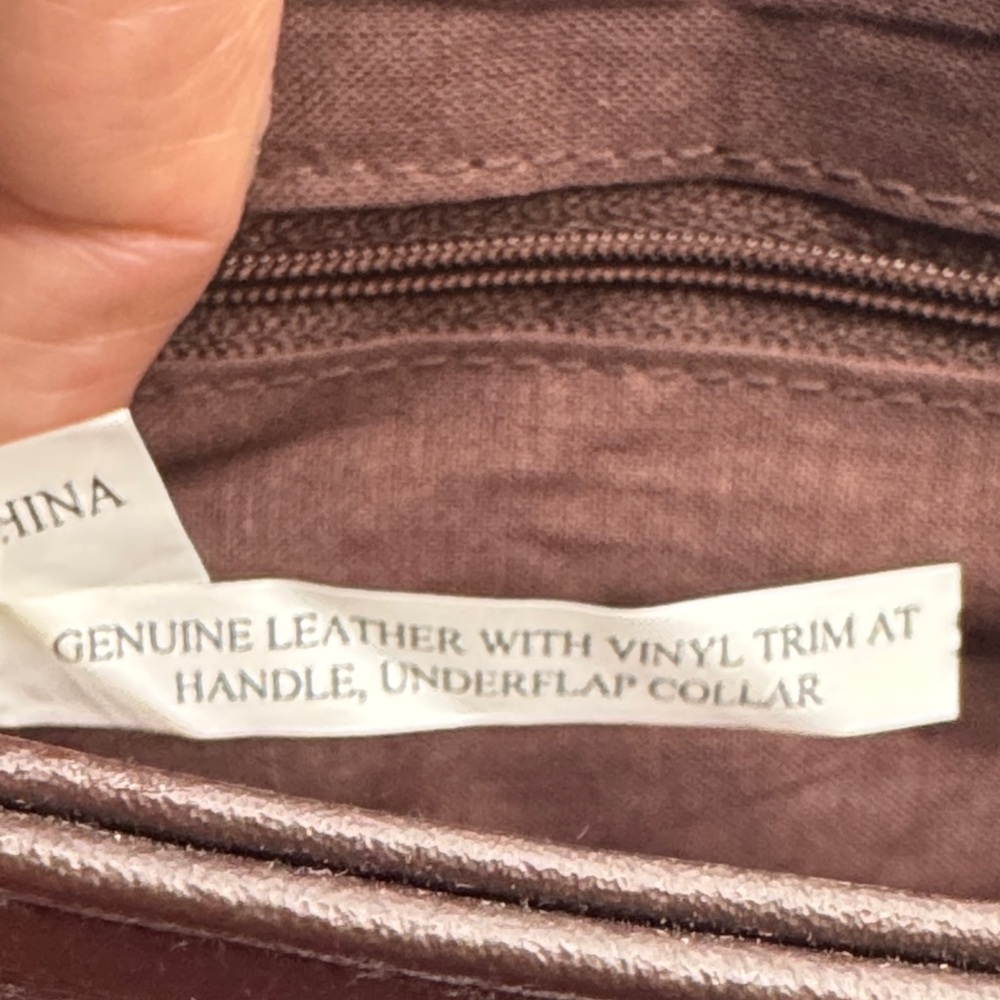 HINA
GENUINE LEATHER WITH VINYL TRIM AT
HANDLE, UNDERFLAP COLLAR